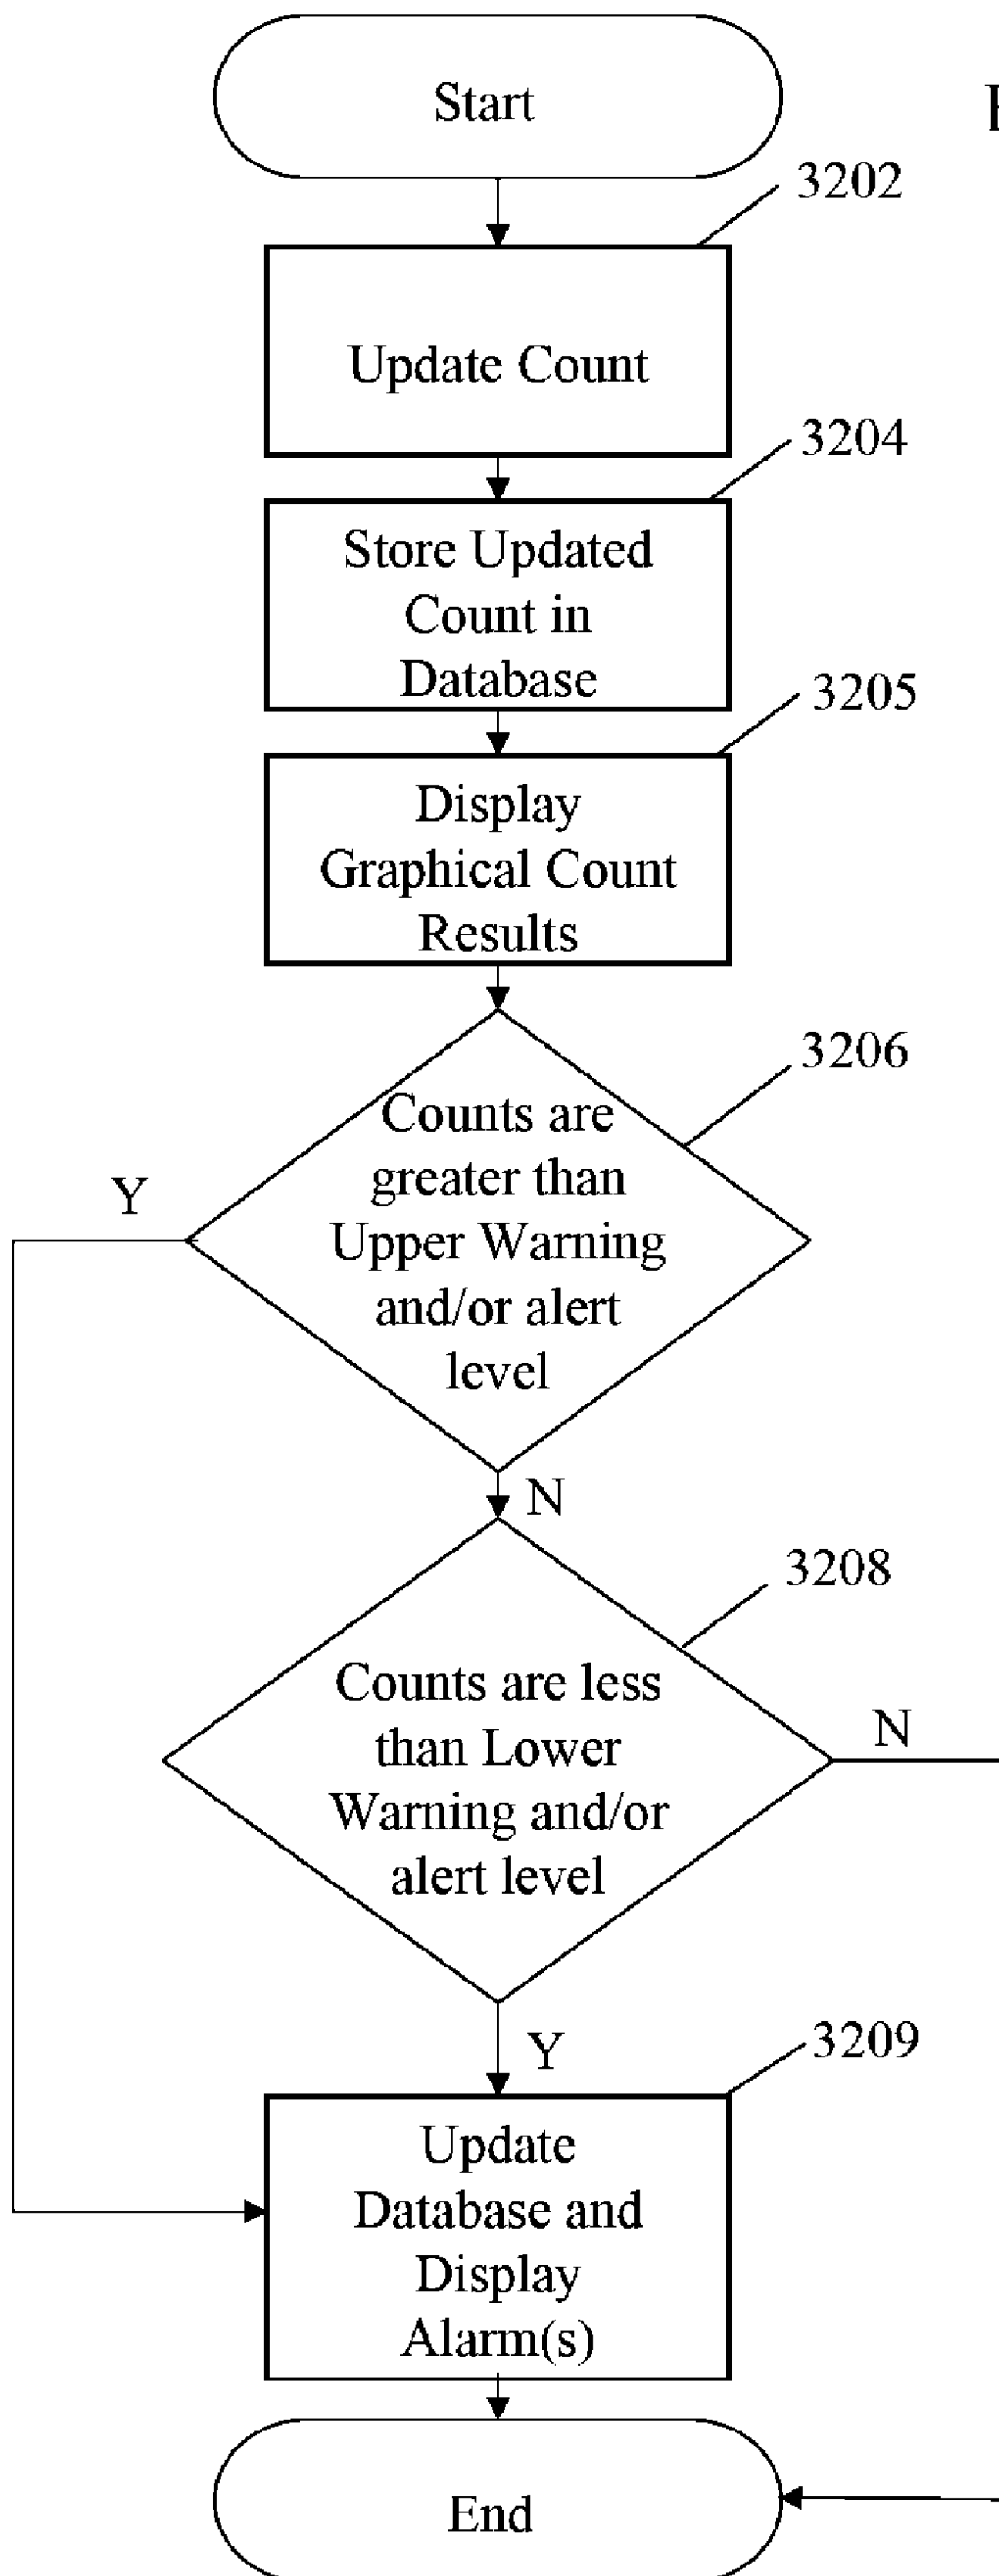 Start
3202
Update Count
3204
Store Updated
Count in
Database
3205
Display
Graphical Count
Results
3206
Counts are
greater than
Upper Warning
and/or alert
level
Y
N
3208
Counts are less
than Lower
Warning and/or
alert level
N
Y
3209
Update
Database and
Display
Alarm(s)
End